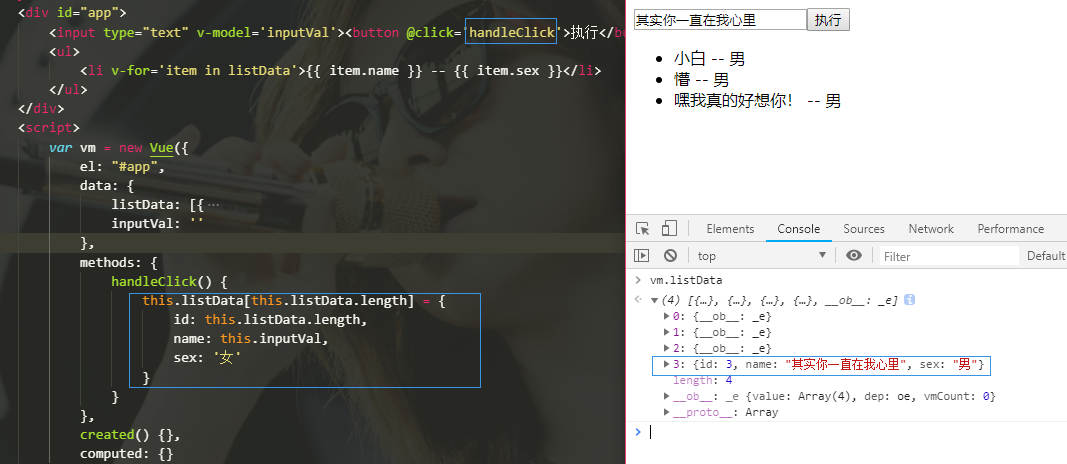 <div id="app">
<input type="text" v-model='inputVal'><button @click='handleClick'>执行</bu
<ul>
<li v-for='item in listData'>{{ item.name }} -- {{ item.sex }}</li>
</ul>
</div>
<script>
var vm = new Vue({
el: "#app",
data: {
listData: [{ ···
inputVal: ''
},
methods: {
handleClick() {
this.listData[this.listData.length] = {
id: this.listData.length,
name: this.inputVal,
sex: '女'
}
}
},
created() {},
computed: {}
其实你一直在我心里 执行
小白 -- 男
懵 -- 男
嘿我真的好想你！ -- 男
Elements Console Sources Network Performance
top Filter Default
vm.listData
(4) [{…}, {…}, {…}, {…}, __ob__: _e]
0: {__ob__: _e}
1: {__ob__: _e}
2: {__ob__: _e}
3: {id: 3, name: "其实你一直在我心里", sex: "男"}
length: 4
__ob__: _e {value: Array(4), dep: oe, vmCount: 0}
__proto__: Array